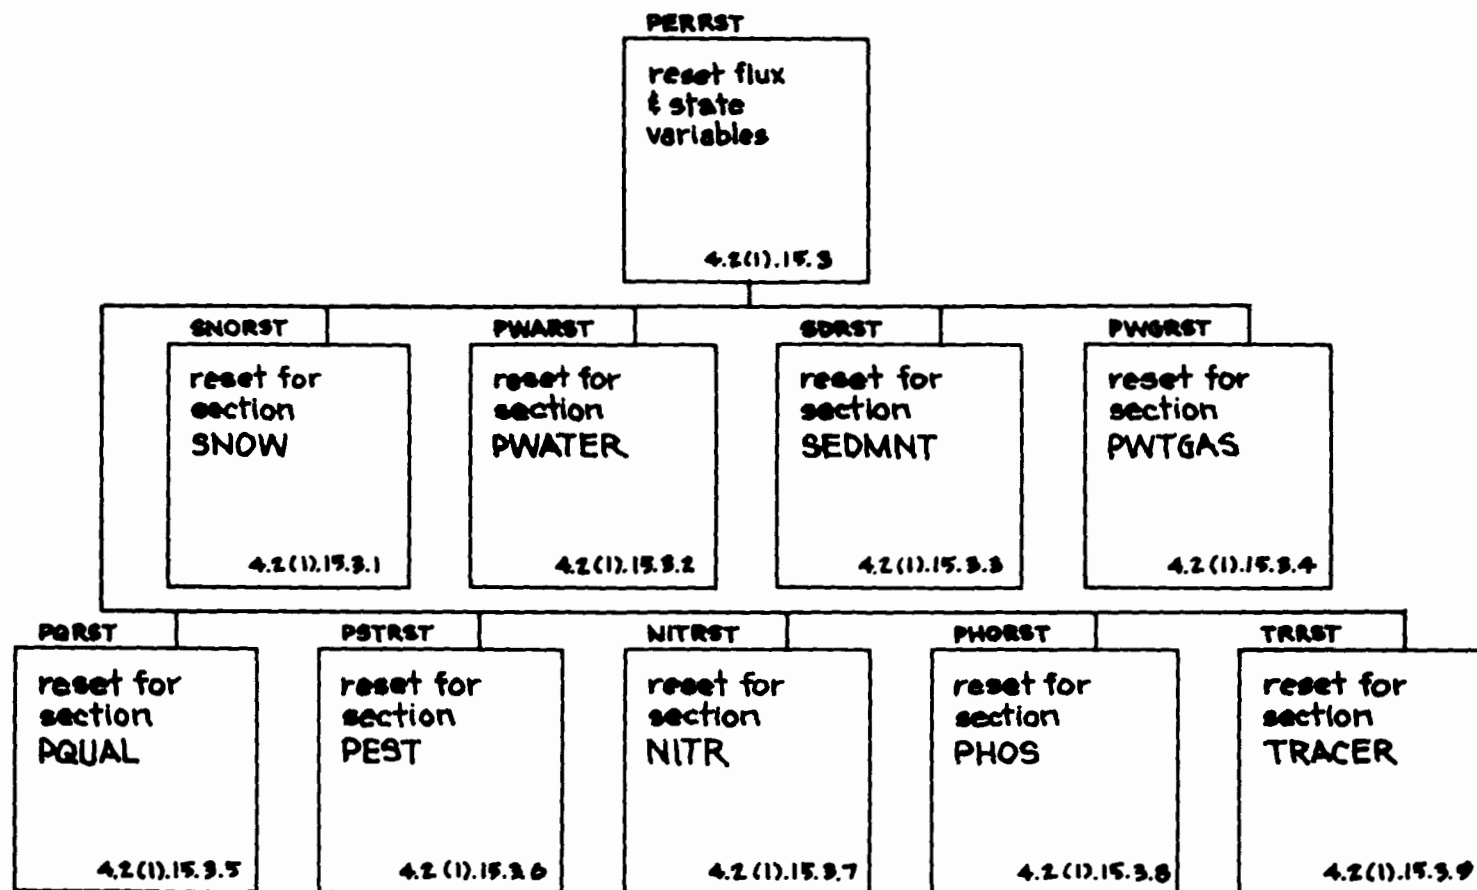 PERRST
reset flux
& state
variables
4.2(1).15.3
SNORST
reset for
section
SNOW
4.2(1).15.3.1
PWARST
reset for
section
PWATER
4.2(1).15.3.2
SDRST
reset for
section
SEDMNT
4.2(1).15.3.3
PWGRST
reset for
section
PWTGAS
4.2(1).15.3.4
PQRST
reset for
section
PQUAL
4.2(1).15.3.5
PSTRST
reset for
section
PEST
4.2(1).15.3.6
NITRST
reset for
section
NITR
4.2(1).15.3.7
PHORST
reset for
section
PHOS
4.2(1).15.3.8
TRRST
reset for
section
TRACER
4.2(1).15.3.9